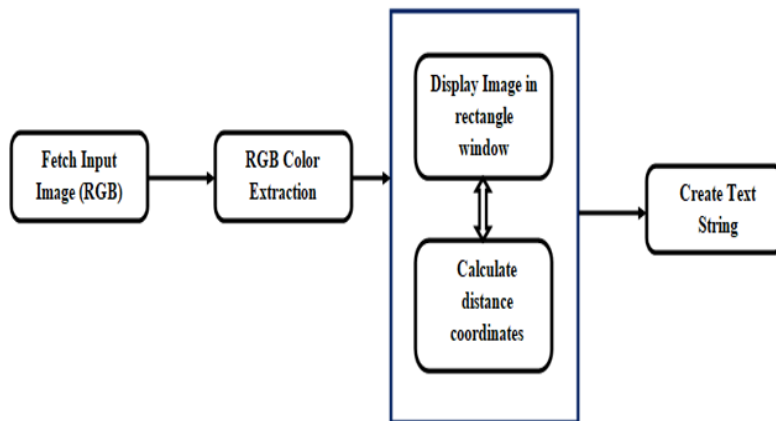 Fetch Input
Image (RGB)
RGB Color
Extraction
Display Image in
rectangle
window
Calculate
distance
coordinates
Create Text
String